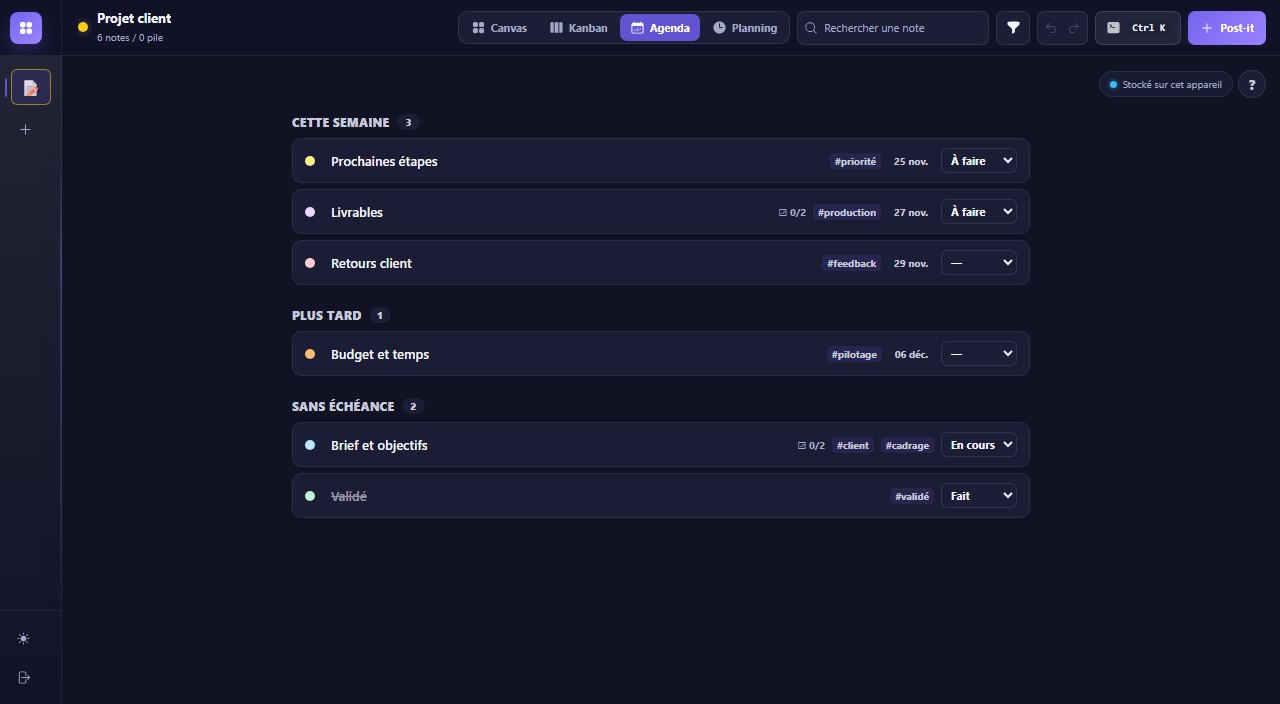 Projet client
6 notes / 0 pile
Canvas
Kanban
Agenda
Planning
Rechercher une note
Ctrl K
+ Post-it
Stocké sur cet appareil
?
CETTE SEMAINE 3
Prochaines étapes #priorité 25 nov. À faire
Livrables 0/2 #production 27 nov. À faire
Retours client #feedback 29 nov. —
PLUS TARD 1
Budget et temps #pilotage 06 déc. —
SANS ÉCHÉANCE 2
Brief et objectifs 0/2 #client #cadrage En cours
Validé #validé Fait